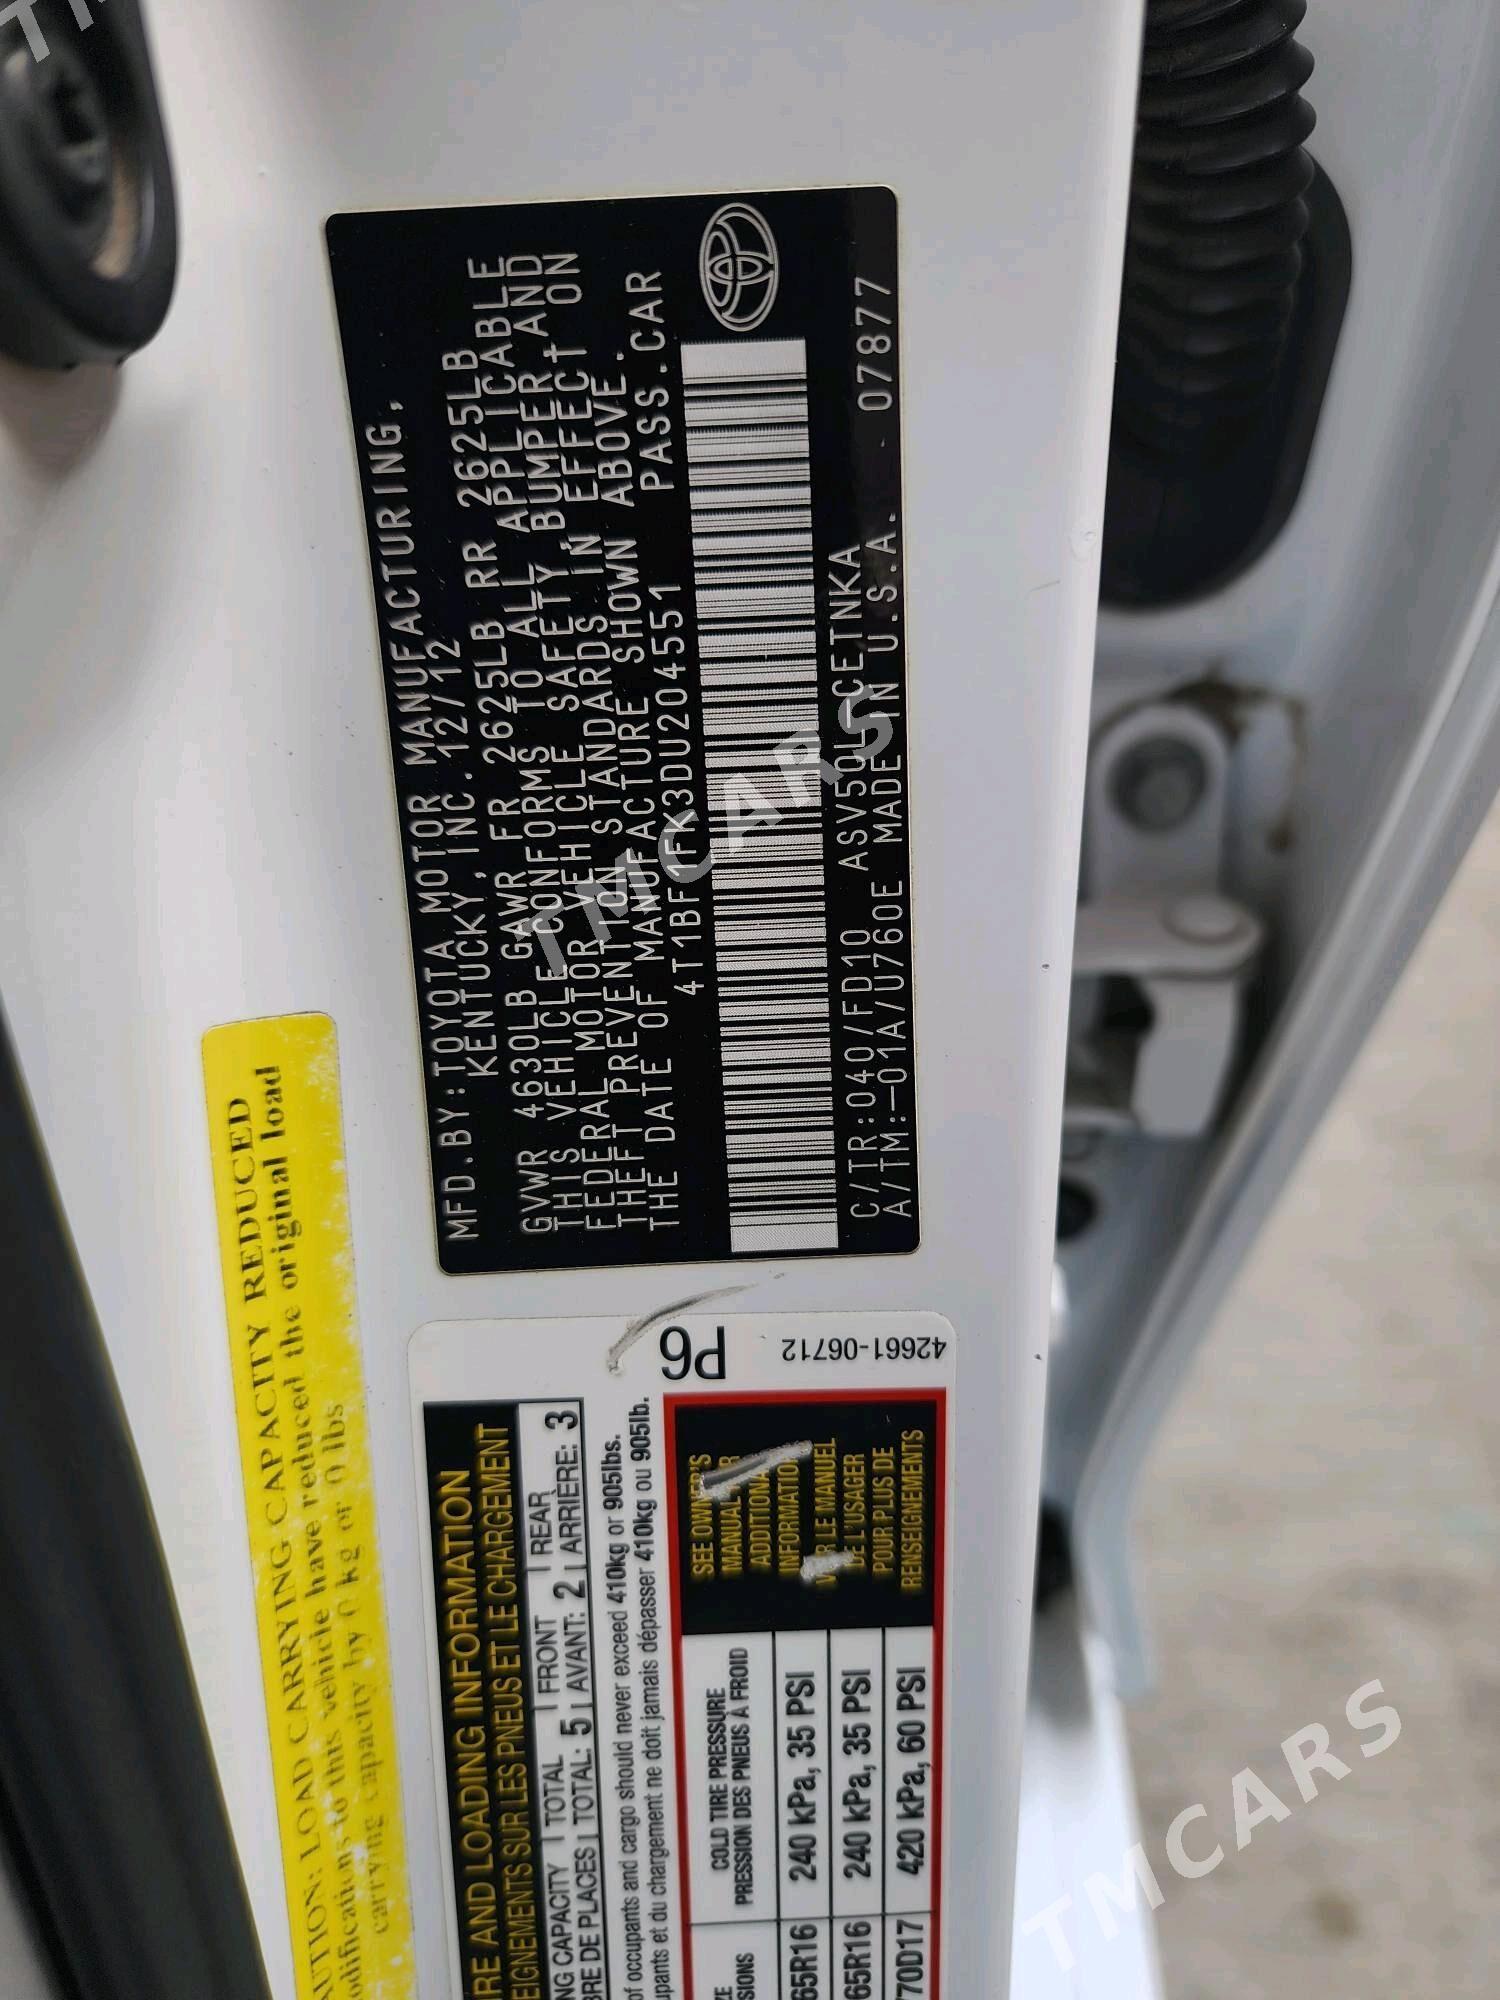 MFD.BY:TOYOTA MOTOR MANUFACTURING,
KENTUCKY, INC. 12/12
GVWR 4630LB GAWR FR 2625LB RR 2625LB
THIS VEHICLE CONFORMS TO ALL APPLICABLE
FEDERAL MOTOR VEHICLE SAFETY, BUMPER, AND
THEFT PREVENTION STANDARDS IN EFFECT ON
THE DATE OF MANUFACTURE SHOWN ABOVE.
4T1BF1FK3DU204551 PASS.CAR
C/TR:040/FD10 ASV50L-CETNKA
A/TM:-01A/U760E MADE IN U.S.A. 07877
CAUTION: LOAD CARRYING CAPACITY REDUCED
Modifications to this vehicle have reduced the original load
carrying capacity by 0 kg or 0 lbs
P6
42661-06712
AND LOADING INFORMATION
SUR LES PNEUS ET LE CHARGEMENT
CAPACITY TOTAL FRONT REAR
DE PLACES TOTAL: 5 AVANT: 2 ARRIÈRE: 3
of occupants and cargo should never exceed 410kg or 905lbs.
et du chargement ne doit jamais dépasser 410kg ou 905lb.
COLD TIRE PRESSURE
PRESSION DES PNEUS À FROID
65R16 240 kPa, 35 PSI
65R16 240 kPa, 35 PSI
70D17 420 kPa, 60 PSI
SEE OWNER'S
MANUAL FOR
ADDITIONAL
INFORMATION
VOIR LE MANUEL
DE L'USAGER
POUR PLUS DE
RENSEIGNEMENTS
TMCARS
TMCARS